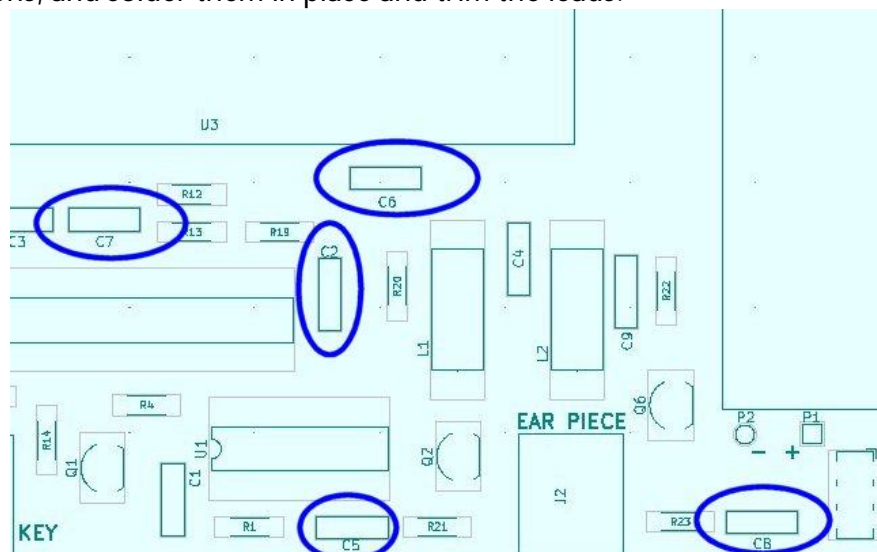 and solder them in place and trim the leads.
U3
R12
C6
C3
C7
R13
R19
C2
R20
C4
R22
L1
L2
C9
R4
Q6
R14
U1
Q2
EAR PIECE
P2
P1
- +
Q1
C1
J2
KEY
R1
C5
R21
R23
C8